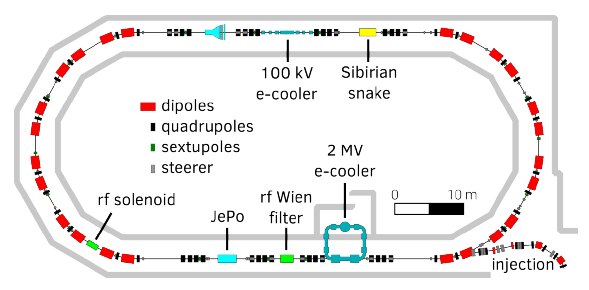 100 kV
e-cooler
Sibirian
snake
dipoles
quadrupoles
sextupoles
steerer
2 MV
e-cooler
rf solenoid
JePo
rf Wien
filter
0 10 m
injection